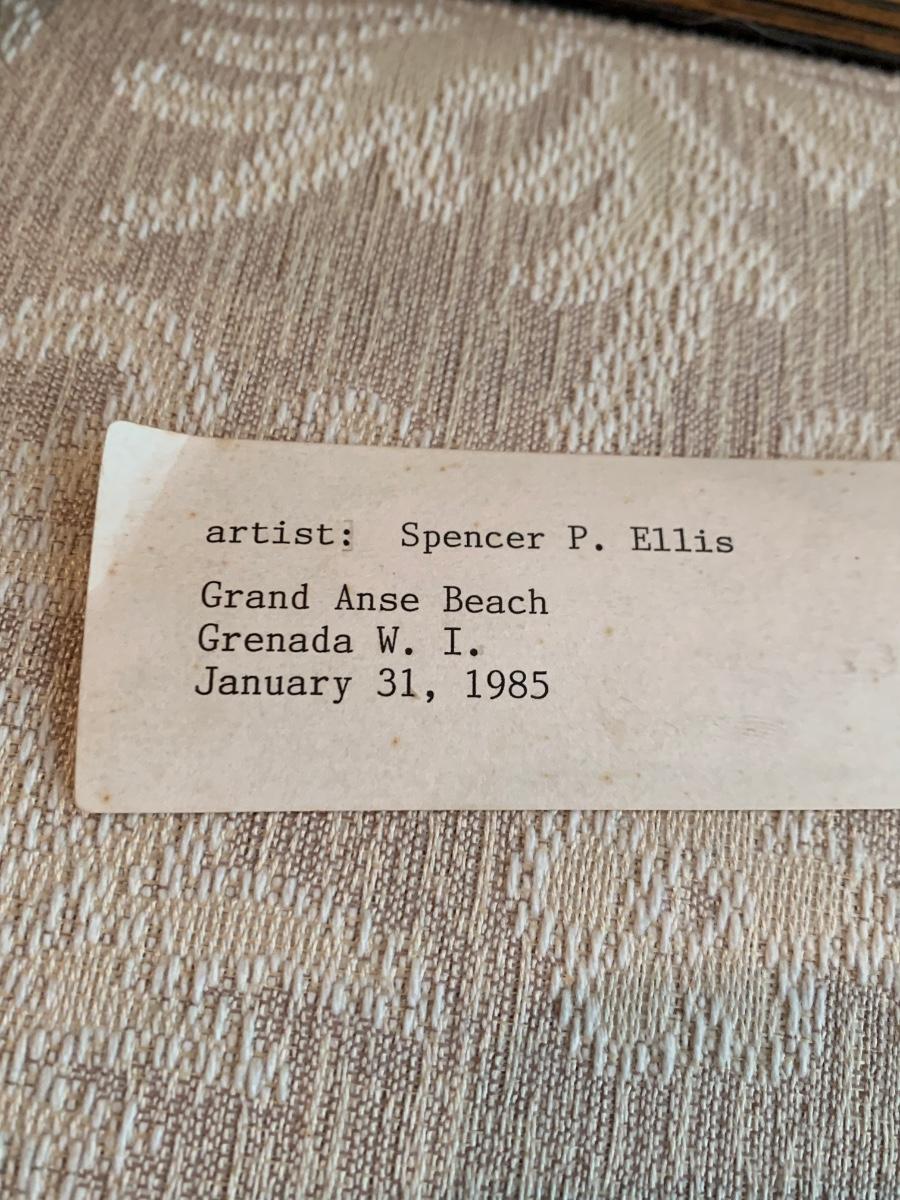 artist: Spencer P. Ellis
Grand Anse Beach
Grenada W. I.
January 31, 1985